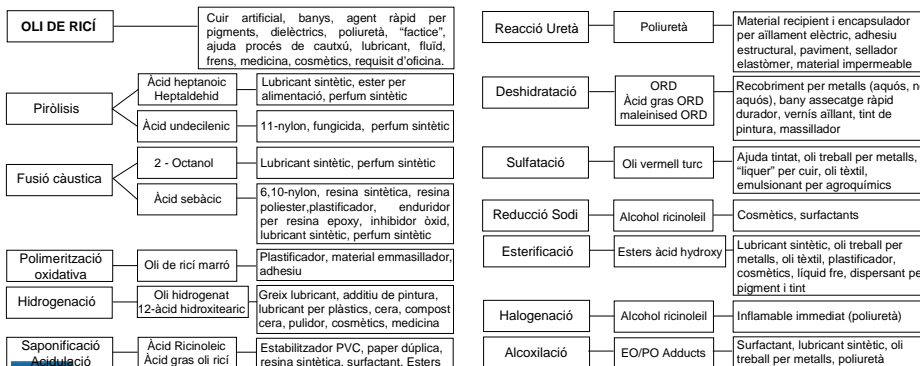 OLI DE RICÍ
Cuir artificial, banys, agent ràpid per
pigments, dielèctrics, poliuretà, “factice”,
ajuda procés de cautxú, lubricant, fluïd,
frens, medicina, cosmètics, requisit d’oficina.
Piròlisis
Àcid heptanoic
Heptaldehid
Lubricant sintètic, ester per
alimentació, perfum sintètic
Àcid undecilenic
11-nylon, fungicida, perfum sintètic
Fusió càustica
2 - Octanol
Lubricant sintètic, perfum sintètic
Àcid sebàcic
6,10-nylon, resina sintètica, resina
poliester,plastificador, enduridor
per resina epoxy, inhibidor òxid,
lubricant sintètic, perfum sintètic
Polimerització
oxidativa
Oli de ricí marró
Plastificador, material emmasillador,
adhesiu
Hidrogenació
Oli hidrogenat
12-àcid hidroxitearic
Greix lubricant, additiu de pintura,
lubricant per plàstics, cera, compost
cera, pulidor, cosmètics, medicina
Saponificació
Acidulació
Àcid Ricinoleic
Àcid gras oli ricí
Estabilitzador PVC, paper dúplica,
resina sintètica, surfactant, Esters
Reacció Uretà
Poliuretà
Material recipient i encapsulador
per aïllament elèctric, adhesiu
estructural, paviment, sellador
elastòmer, material impermeable
Deshidratació
ORD
Àcid gras ORD
maleinised ORD
Recobriment per metalls (aquós, no
aquós), bany assecatge ràpid
durador, vernís aïllant, tint de
pintura, massillador
Sulfatació
Oli vermell turc
Ajuda tintat, oli treball per metalls,
“liquer” per cuir, oli tèxtil,
emulsionant per agroquímics
Reducció Sodi
Alcohol ricinoleil
Cosmètics, surfactants
Esterificació
Esters àcid hydroxy
Lubricant sintètic, oli treball per
metalls, oli tèxtil, plastificador,
cosmètics, líquid fre, dispersant per
pigment i tint
Halogenació
Alcohol ricinoleil
Inflamable immediat (poliuretà)
Alcoxilació
EO/PO Adducts
Surfactant, lubricant sintètic, oli
treball per metalls, poliuretà